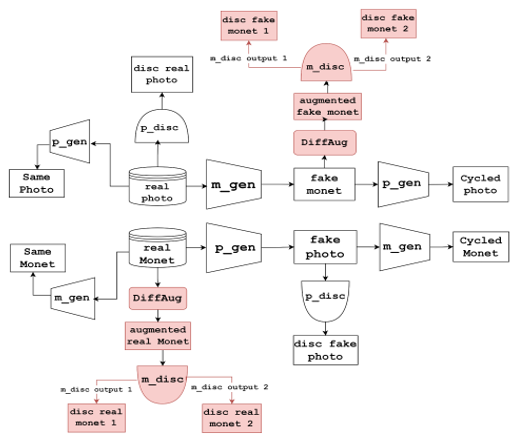 disc fake
monet 1
disc fake
monet 2
m_disc output 1
m_disc output 2
m_disc
disc real
photo
augmented
fake monet
p_disc
p_gen
DiffAug
Same
Photo
real
photo
m_gen
fake
monet
p_gen
Cycled
photo
Same
Monet
real
Monet
p_gen
fake
photo
m_gen
Cycled
Monet
m_gen
DiffAug
p_disc
augmented
real Monet
disc fake
photo
m_disc
m_disc output 1
m_disc output 2
disc real
monet 1
disc real
monet 2